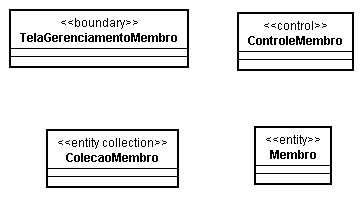 <<boundary>>
TelaGerenciamentoMembro
<<control>>
ControleMembro
<<entity collection>>
ColecaoMembro
<<entity>>
Membro